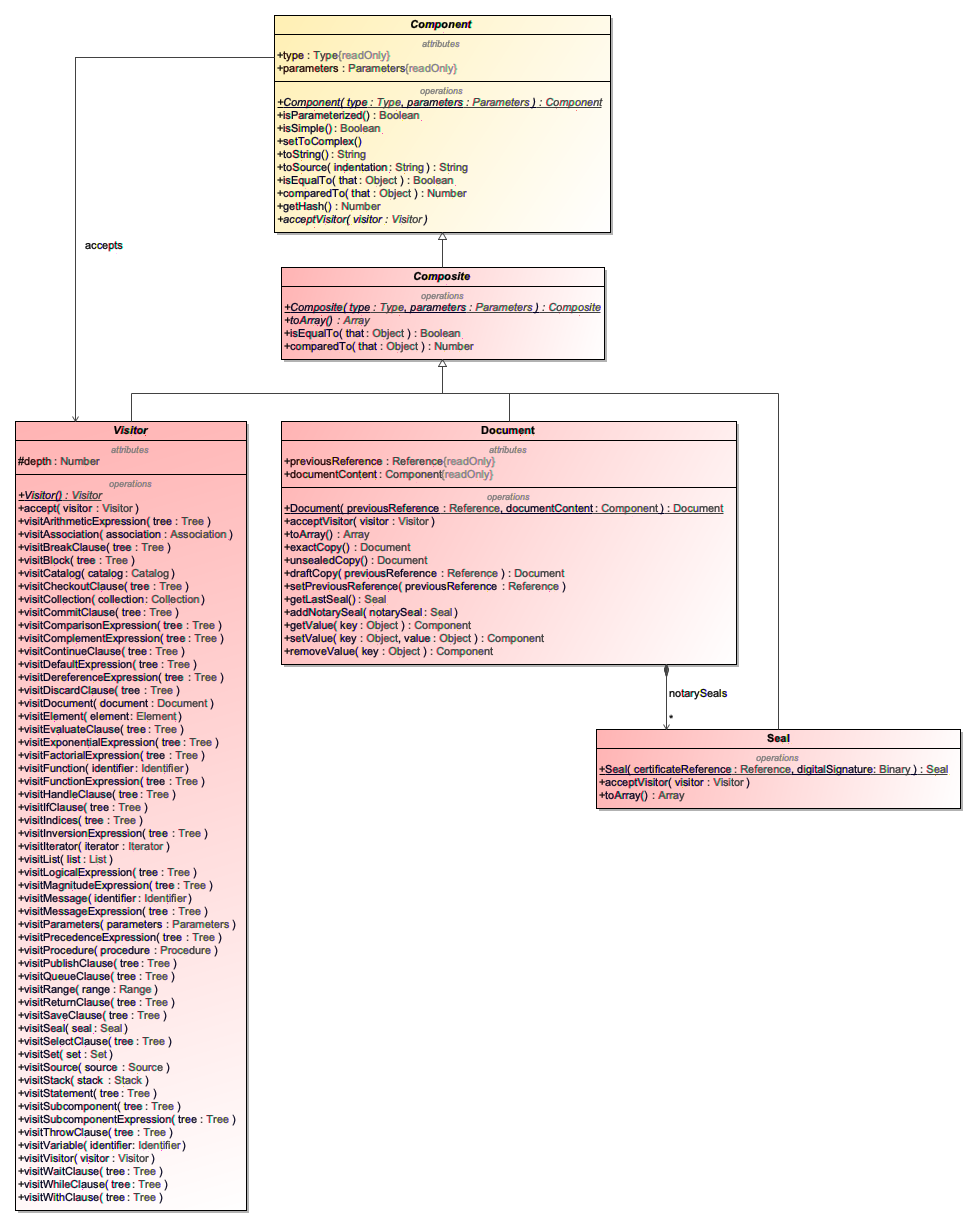 Component
attributes
+type : Type{readOnly}
+parameters : Parameters{readOnly}
operations
+Component( type : Type, parameters : Parameters ) : Component
+isParameterized() : Boolean
+isSimple() : Boolean
+setToComplex()
+toString() : String
+toSource( indentation : String ) : String
+isEqualTo( that : Object ) : Boolean
+comparedTo( that : Object ) : Number
+getHash() : Number
+acceptVisitor( visitor : Visitor )
accepts
Composite
operations
+Composite( type : Type, parameters : Parameters ) : Composite
+toArray() : Array
+isEqualTo( that : Object ) : Boolean
+comparedTo( that : Object ) : Number
Visitor
attributes
#depth : Number
operations
+Visitor() : Visitor
+accept( visitor : Visitor )
+visitArithmeticExpression( tree : Tree )
+visitAssociation( association : Association )
+visitBreakClause( tree : Tree )
+visitBlock( tree : Tree )
+visitCatalog( catalog : Catalog )
+visitCheckoutClause( tree : Tree )
+visitCollection( collection: Collection)
+visitCommitClause( tree : Tree )
+visitComparisonExpression( tree : Tree )
+visitComplementExpression( tree : Tree )
+visitContinueClause( tree : Tree )
+visitDefaultExpression( tree : Tree )
+visitDereferenceExpression( tree : Tree )
+visitDiscardClause( tree : Tree )
+visitDocument( document : Document )
+visitElement( element: Element)
+visitEvaluateClause( tree : Tree )
+visitExponentialExpression( tree : Tree )
+visitFactorialExpression( tree : Tree )
+visitFunction( identifier : Identifier )
+visitFunctionExpression( tree : Tree )
+visitHandleClause( tree : Tree )
+visitIfClause( tree : Tree )
+visitIndices( tree : Tree )
+visitInversionExpression( tree : Tree )
+visitIterator( iterator : Iterator )
+visitList( list : List )
+visitLogicalExpression( tree : Tree )
+visitMagnitudeExpression( tree : Tree )
+visitMessage( identifier : Identifier )
+visitMessageExpression( tree : Tree )
+visitParameters( parameters : Parameters )
+visitPrecedenceExpression( tree : Tree )
+visitProcedure( procedure : Procedure )
+visitPublishClause( tree : Tree )
+visitQueueClause( tree : Tree )
+visitRange( range : Range )
+visitReturnClause( tree : Tree )
+visitSaveClause( tree : Tree )
+visitSeal( seal : Seal )
+visitSelectClause( tree : Tree )
+visitSet( set : Set )
+visitSource( source : Source )
+visitStack( stack : Stack )
+visitStatement( tree : Tree )
+visitSubcomponent( tree : Tree )
+visitSubcomponentExpression( tree : Tree )
+visitThrowClause( tree : Tree )
+visitVariable( identifier: Identifier)
+visitVisitor( visitor : Visitor )
+visitWaitClause( tree : Tree )
+visitWhileClause( tree : Tree )
+visitWithClause( tree : Tree )
Document
attributes
+previousReference : Reference{readOnly}
+documentContent : Component{readOnly}
operations
+Document( previousReference : Reference, documentContent : Component ) : Document
+acceptVisitor( visitor : Visitor )
+toArray() : Array
+exactCopy() : Document
+unsealedCopy() : Document
+draftCopy( previousReference : Reference ) : Document
+setPreviousReference( previousReference : Reference )
+getLastSeal() : Seal
+addNotarySeal( notarySeal : Seal )
+getValue( key : Object ) : Component
+setValue( key : Object, value : Object ) : Component
+removeValue( key : Object ) : Component
notarySeals
*
Seal
operations
+Seal( certificateReference : Reference, digitalSignature: Binary ) : Seal
+acceptVisitor( visitor : Visitor )
+toArray() : Array